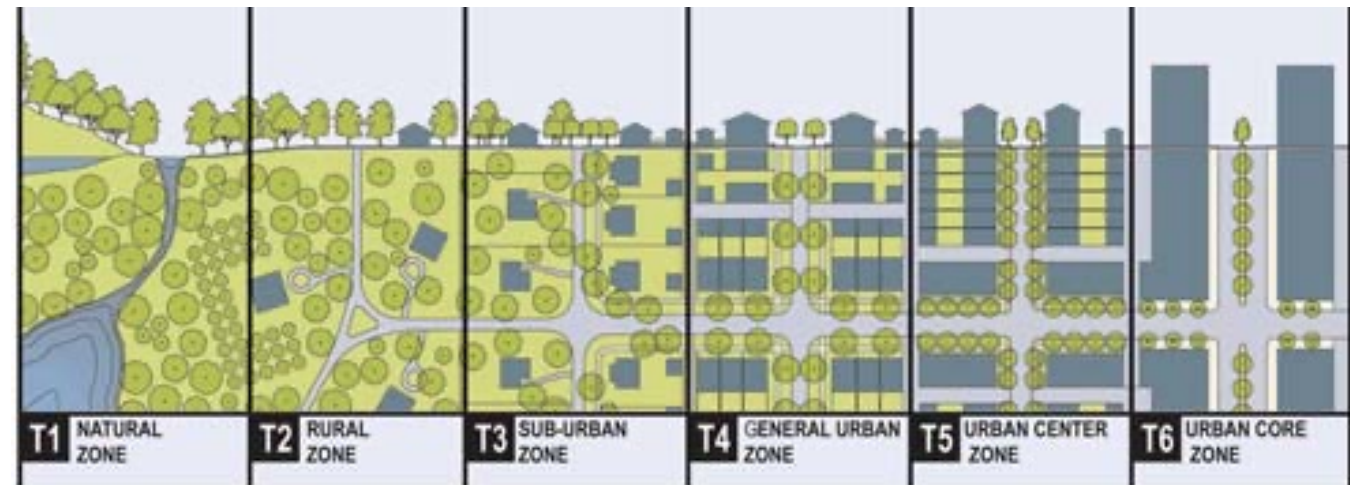 T1 NATURAL
ZONE
T2 RURAL
ZONE
T3 SUB-URBAN
ZONE
T4 GENERAL URBAN
ZONE
T5 URBAN CENTER
ZONE
T6 URBAN CORE
ZONE